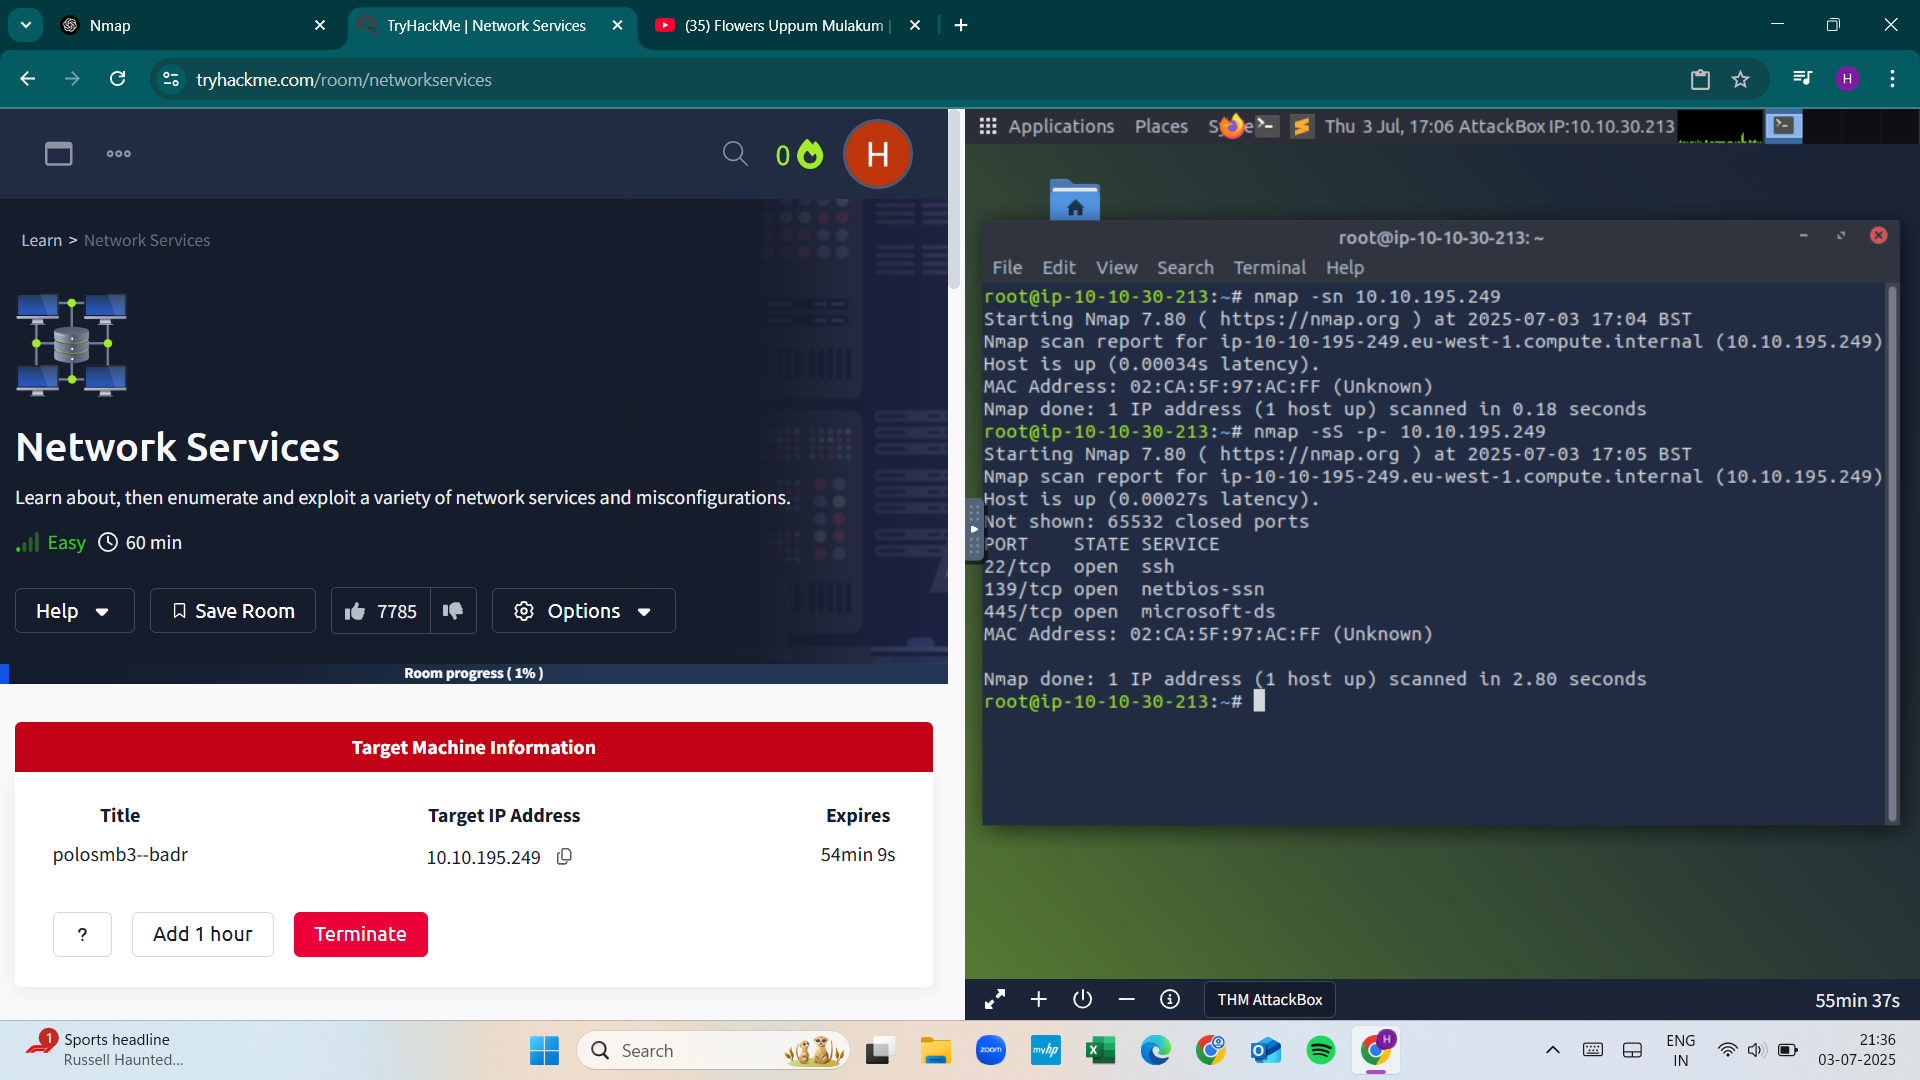 Nmap
TryHackMe | Network Services
(35) Flowers Uppum Mulakum |
tryhackme.com/room/networkservices
H
0
H
Learn > Network Services
Network Services
Learn about, then enumerate and exploit a variety of network services and misconfigurations.
Easy 60 min
Help
Save Room
7785
Options
Room progress ( 1% )
Target Machine Information
Title
Target IP Address
Expires
polosmb3--badr
10.10.195.249
54min 9s
?
Add 1 hour
Terminate
Applications Places Thu 3 Jul, 17:06 AttackBox IP:10.10.30.213
root@ip-10-10-30-213: ~
File Edit View Search Terminal Help
root@ip-10-10-30-213:~# nmap -sn 10.10.195.249
Starting Nmap 7.80 ( https://nmap.org ) at 2025-07-03 17:04 BST
Nmap scan report for ip-10-10-195-249.eu-west-1.compute.internal (10.10.195.249)
Host is up (0.00034s latency).
MAC Address: 02:CA:5F:97:AC:FF (Unknown)
Nmap done: 1 IP address (1 host up) scanned in 0.18 seconds
root@ip-10-10-30-213:~# nmap -sS -p- 10.10.195.249
Starting Nmap 7.80 ( https://nmap.org ) at 2025-07-03 17:05 BST
Nmap scan report for ip-10-10-195-249.eu-west-1.compute.internal (10.10.195.249)
Host is up (0.00027s latency).
Not shown: 65532 closed ports
PORT STATE SERVICE
22/tcp open ssh
139/tcp open netbios-ssn
445/tcp open microsoft-ds
MAC Address: 02:CA:5F:97:AC:FF (Unknown)
Nmap done: 1 IP address (1 host up) scanned in 2.80 seconds
root@ip-10-10-30-213:~#
THM AttackBox
55min 37s
1
Sports headline
Russell Haunted...
Search
zoom
myhp
H
ENG
IN
21:36
03-07-2025